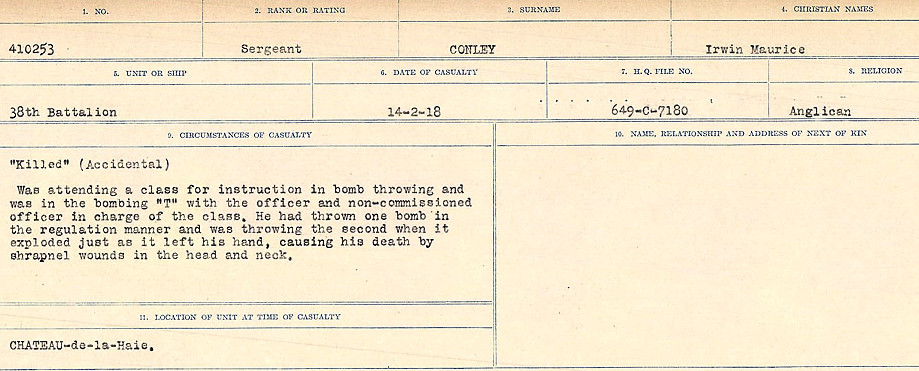 1. NO.
2. RANK OR RATING
3. SURNAME
4. CHRISTIAN NAMES
410253
Sergeant
CONLEY
Irwin Maurice
5. UNIT OR SHIP
6. DATE OF CASUALTY
7. H.Q. FILE NO.
8. RELIGION
38th Battalion
14-2-18
649-C-7180
Anglican
9. CIRCUMSTANCES OF CASUALTY
10. NAME, RELATIONSHIP AND ADDRESS OF NEXT OF KIN
"Killed" (Accidental)
Was attending a class for instruction in bomb throwing and
was in the bombing "T" with the officer and non-commissioned
officer in charge of the class. He had thrown one bomb in
the regulation manner and was throwing the second when it
exploded just as it left his hand, causing his death by
shrapnel wounds in the head and neck.
11. LOCATION OF UNIT AT TIME OF CASUALTY
CHATEAU-de-la-Haie.